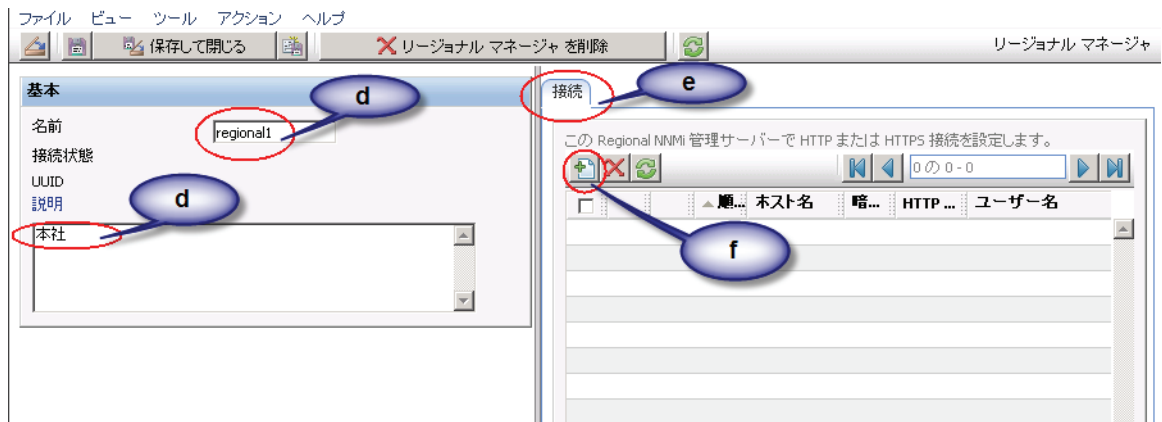 ファイル ビュー ツール アクション ヘルプ
保存して閉じる リージョナル マネージャ を削除 リージョナル マネージャ
基本
d
名前
regional1
接続状態
UUID
説明
d
本社
接続
e
この Regional NNMi 管理サーバーで HTTP または HTTPS 接続を設定します。
0 の 0 - 0
順... ホスト名 暗... HTTP ... ユーザー名
f